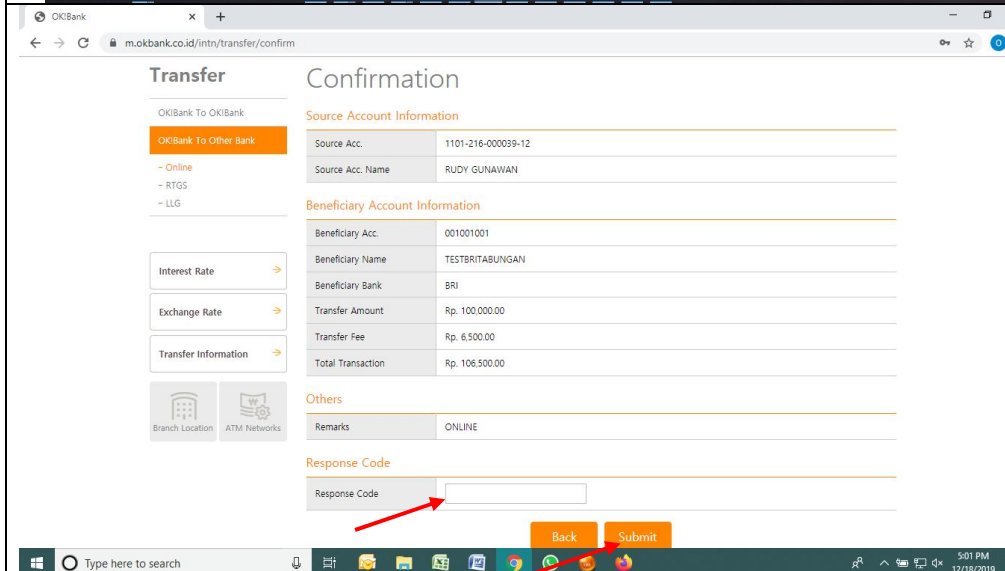 OK!Bank
m.okbank.co.id/intn/transfer/confirm
Transfer
OK!Bank To OK!Bank
OK!Bank To Other Bank
- Online
- RTGS
- LLG
Interest Rate
Exchange Rate
Transfer Information
Branch Location
ATM Networks
Confirmation
Source Account Information
Source Acc. 1101-216-000039-12
Source Acc. Name RUDY GUNAWAN
Beneficiary Account Information
Beneficiary Acc. 001001001
Beneficiary Name TESTBRITABUNGAN
Beneficiary Bank BRI
Transfer Amount Rp. 100,000.00
Transfer Fee Rp. 6,500.00
Total Transaction Rp. 106,500.00
Others
Remarks ONLINE
Response Code
Response Code
Back Submit
Type here to search
5:01 PM
12/18/2019